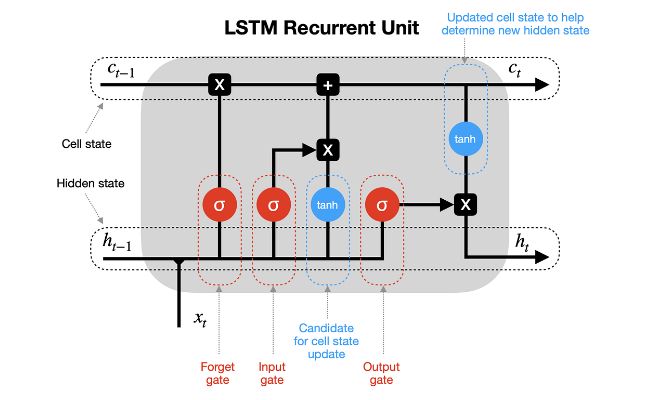 LSTM Recurrent Unit
Updated cell state to help
determine new hidden state
c_{t−1}
X
+
c_t
tanh
Cell state
X
Hidden state
σ
σ
tanh
σ
X
h_{t−1}
h_t
x_t
Forget
gate
Input
gate
Candidate
for cell state
update
Output
gate